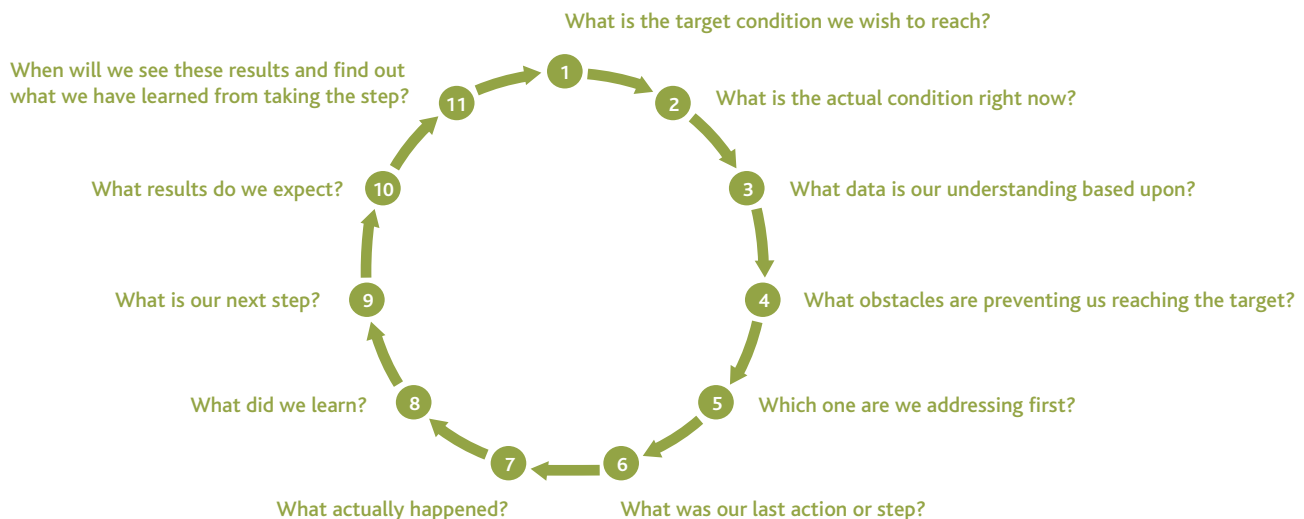 What is the target condition we wish to reach?
1
2
What is the actual condition right now?
3
What data is our understanding based upon?
4
What obstacles are preventing us reaching the target?
5
Which one are we addressing first?
6
What was our last action or step?
7
What actually happened?
8
What did we learn?
9
What is our next step?
10
What results do we expect?
11
When will we see these results and find out
what we have learned from taking the step?